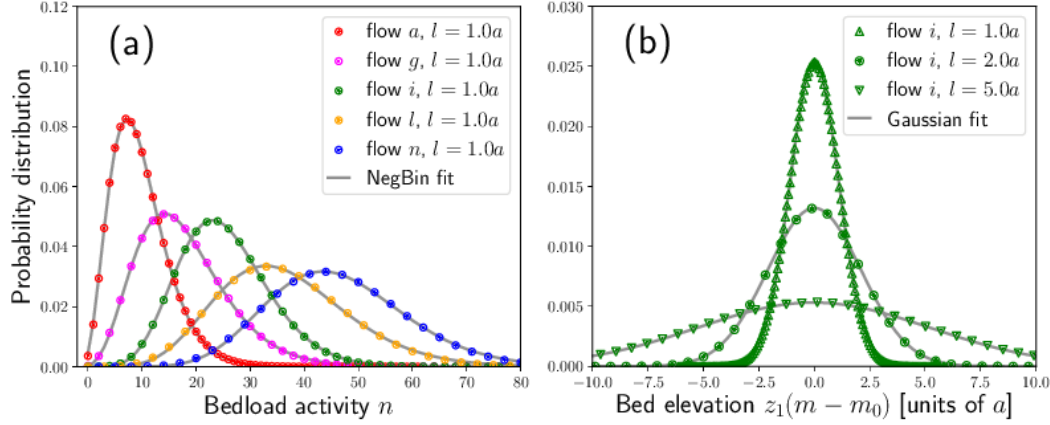 (a)
flow a, l = 1.0a
flow g, l = 1.0a
flow i, l = 1.0a
flow l, l = 1.0a
flow n, l = 1.0a
NegBin fit
Probability distribution
0.12
0.10
0.08
0.06
0.04
0.02
0.00
0 10 20 30 40 50 60 70 80
Bedload activity n
(b)
flow i, l = 1.0a
flow i, l = 2.0a
flow i, l = 5.0a
Gaussian fit
0.030
0.025
0.020
0.015
0.010
0.005
0.000
−10.0 −7.5 −5.0 −2.5 0.0 2.5 5.0 7.5 10.0
Bed elevation z₁(m − m₀) [units of a]